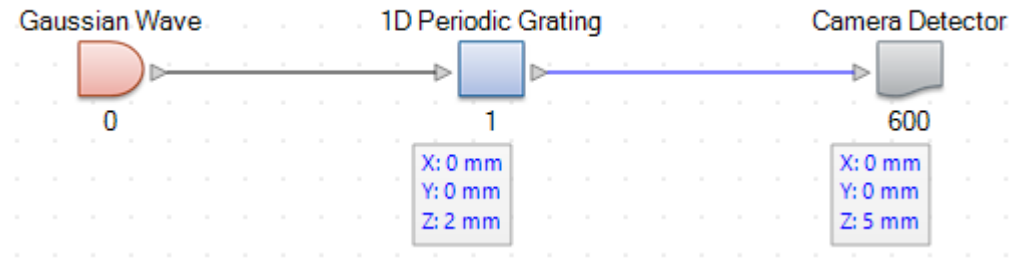 Gaussian Wave
1D Periodic Grating
Camera Detector
0
1
600
X: 0 mm
Y: 0 mm
Z: 2 mm
X: 0 mm
Y: 0 mm
Z: 5 mm